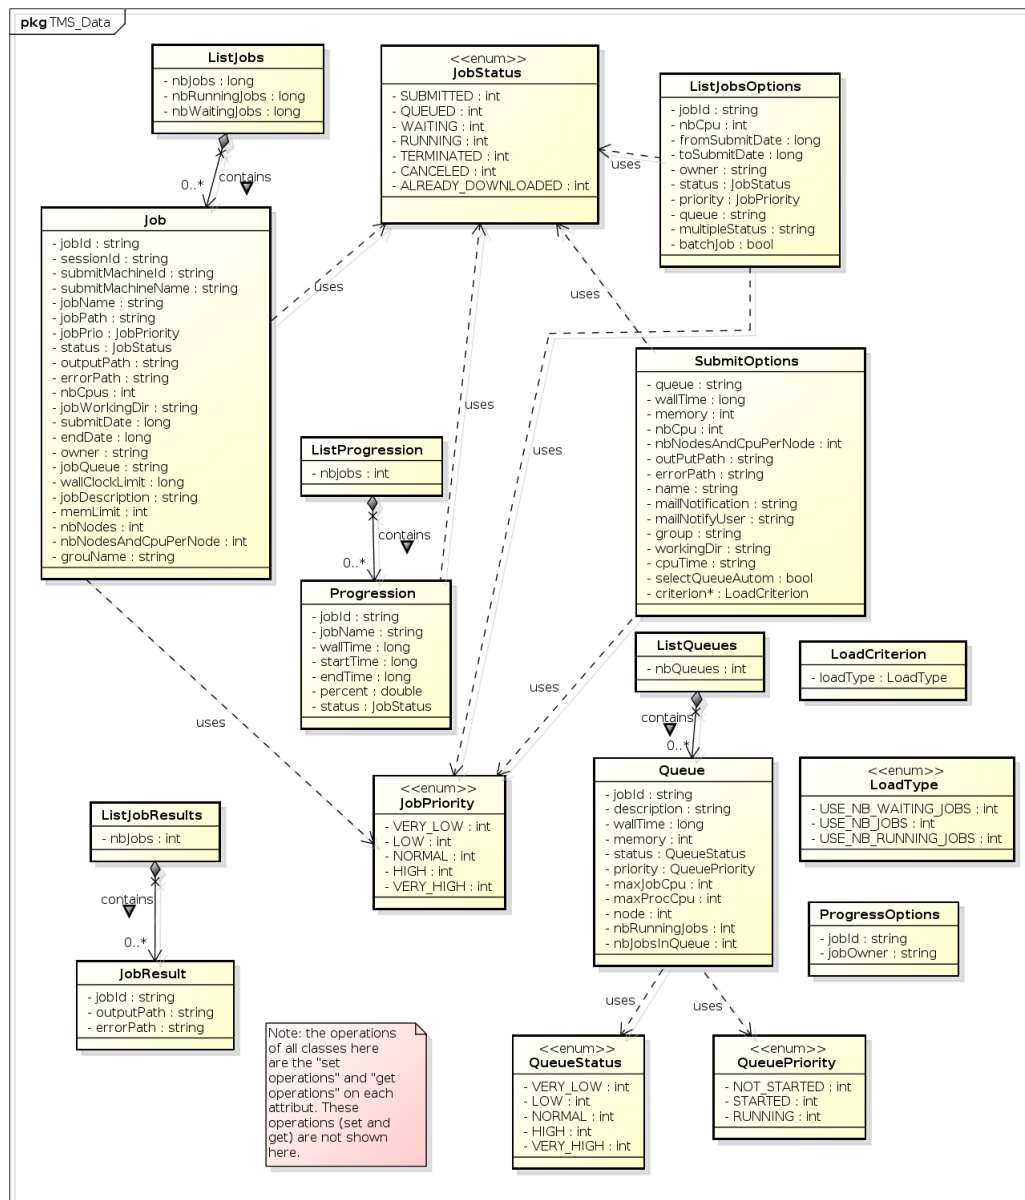 pkg TMS_Data
ListJobs
- nbJobs : long
- nbRunningJobs : long
- nbWaitingJobs : long
contains
0..*
<<enum>>
JobStatus
- SUBMITTED : int
- QUEUED : int
- WAITING : int
- RUNNING : int
- TERMINATED : int
- CANCELED : int
- ALREADY_DOWNLOADED : int
ListJobsOptions
- jobId : string
- nbCpu : int
- fromSubmitDate : long
- toSubmitDate : long
- owner : string
- status : JobStatus
- priority : JobPriority
- queue : string
- multipleStatus : string
- batchJob : bool
uses
Job
- jobId : string
- sessionId : string
- submitMachineId : string
- submitMachineName : string
- jobName : string
- jobPath : string
- jobPrio : JobPriority
- status : JobStatus
- outputPath : string
- errorPath : string
- nbCpus : int
- jobWorkingDir : string
- submitDate : long
- endDate : long
- owner : string
- jobQueue : string
- wallClockLimit : long
- jobDescription : string
- memLimit : int
- nbNodes : int
- nbNodesAndCpuPerNode : int
- grouName : string
uses
uses
uses
uses
SubmitOptions
- queue : string
- wallTime : long
- memory : int
- nbCpu : int
- nbNodesAndCpuPerNode : int
- outPutPath : string
- errorPath : string
- name : string
- mailNotification : string
- mailNotifyUser : string
- group : string
- workingDir : string
- cpuTime : string
- selectQueueAutom : bool
- criterion* : LoadCriterion
ListProgression
- nbjobs : int
contains
0..*
Progression
- jobId : string
- jobName : string
- wallTime : long
- startTime : long
- endTime : long
- percent : double
- status : JobStatus
uses
uses
ListQueues
- nbQueues : int
contains
0..*
LoadCriterion
- loadType : LoadType
Queue
- jobId : string
- description : string
- wallTime : long
- memory : int
- status : QueueStatus
- priority : QueuePriority
- maxJobCpu : int
- maxProcCpu : int
- node : int
- nbRunningJobs : int
- nbJobsInQueue : int
<<enum>>
LoadType
- USE_NB_WAITING_JOBS : int
- USE_NB_JOBS : int
- USE_NB_RUNNING_JOBS : int
<<enum>>
JobPriority
- VERY_LOW : int
- LOW : int
- NORMAL : int
- HIGH : int
- VERY_HIGH : int
ListJobResults
- nbJobs : int
contains
0..*
JobResult
- jobId : string
- outputPath : string
- errorPath : string
ProgressOptions
- jobId : string
- jobOwner : string
uses
uses
Note: the operations
of all classes here
are the "set
operations" and "get
operations" on each
attribut. These
operations (set and
get) are not shown
here.
<<enum>>
QueueStatus
- VERY_LOW : int
- LOW : int
- NORMAL : int
- HIGH : int
- VERY_HIGH : int
<<enum>>
QueuePriority
- NOT_STARTED : int
- STARTED : int
- RUNNING : int